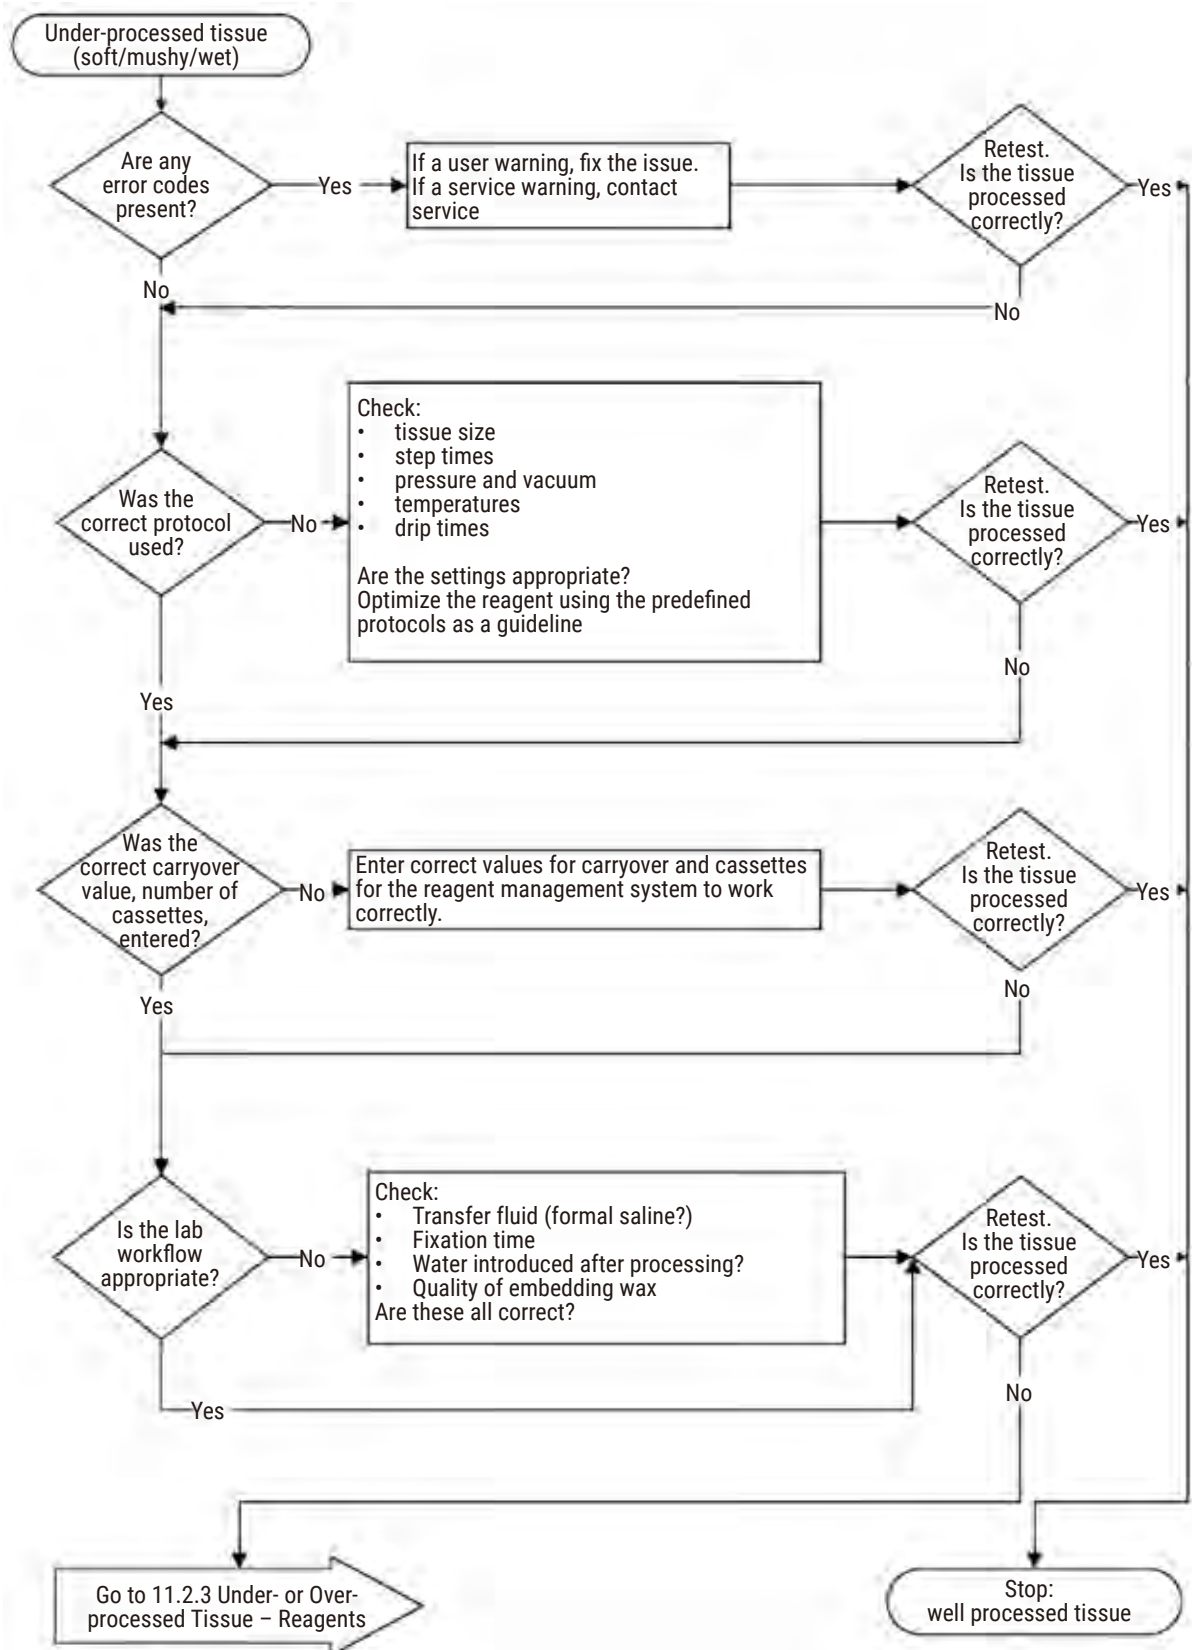 Under-processed tissue
(soft/mushy/wet)
Are any
error codes
present?
Yes
If a user warning, fix the issue.
If a service warning, contact
service
Retest.
Is the tissue
processed
correctly?
Yes
No
No
Was the
correct protocol
used?
No
Check:
• tissue size
• step times
• pressure and vacuum
• temperatures
• drip times
Are the settings appropriate?
Optimize the reagent using the predefined
protocols as a guideline
Retest.
Is the tissue
processed
correctly?
Yes
No
Yes
Was the
correct carryover
value, number of
cassettes,
entered?
No
Enter correct values for carryover and cassettes
for the reagent management system to work
correctly.
Retest.
Is the tissue
processed
correctly?
Yes
No
Yes
Is the lab
workflow
appropriate?
No
Check:
• Transfer fluid (formal saline?)
• Fixation time
• Water introduced after processing?
• Quality of embedding wax
Are these all correct?
Retest.
Is the tissue
processed
correctly?
Yes
No
Yes
Go to 11.2.3 Under- or Over-
processed Tissue – Reagents
Stop:
well processed tissue